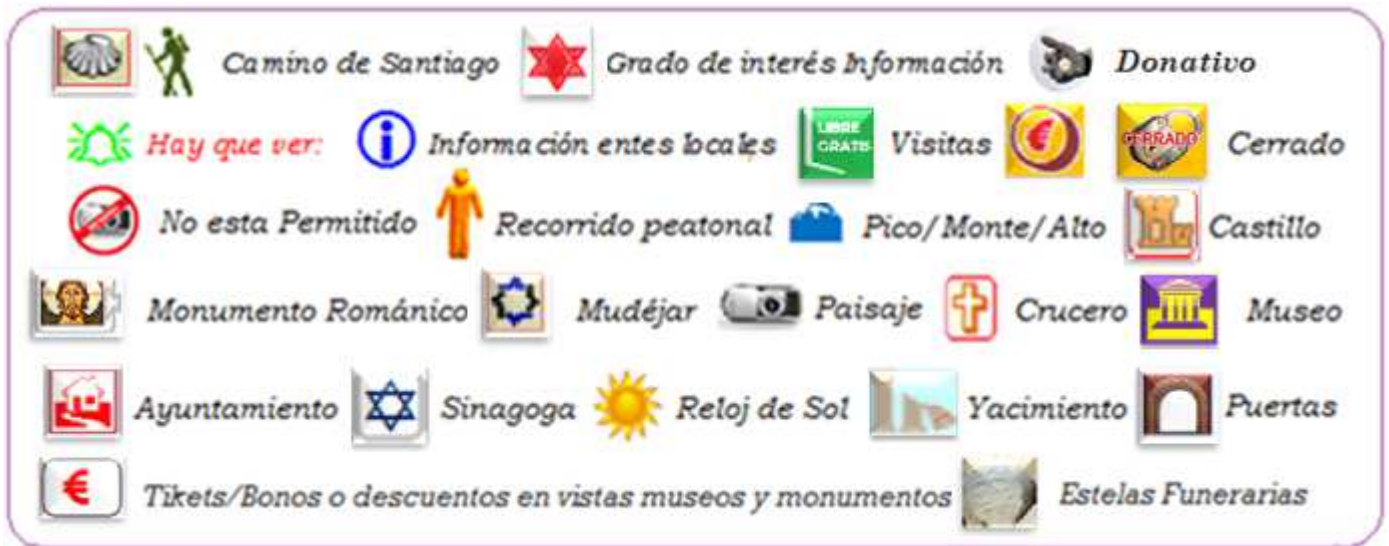 Camino de Santiago Grado de interés Información Donativo
Hay que ver: Información entes locales LIBRE GRATIS Visitas € CERRADO Cerrado
No esta Permitido Recorrido peatonal Pico/Monte/Alto Castillo
Monumento Románico Mudéjar Paisaje Crucero Museo
Ayuntamiento Sinagoga Reloj de Sol Yacimiento Puertas
€ Tikets/Bonos o descuentos en vistas museos y monumentos Estelas Funerarias